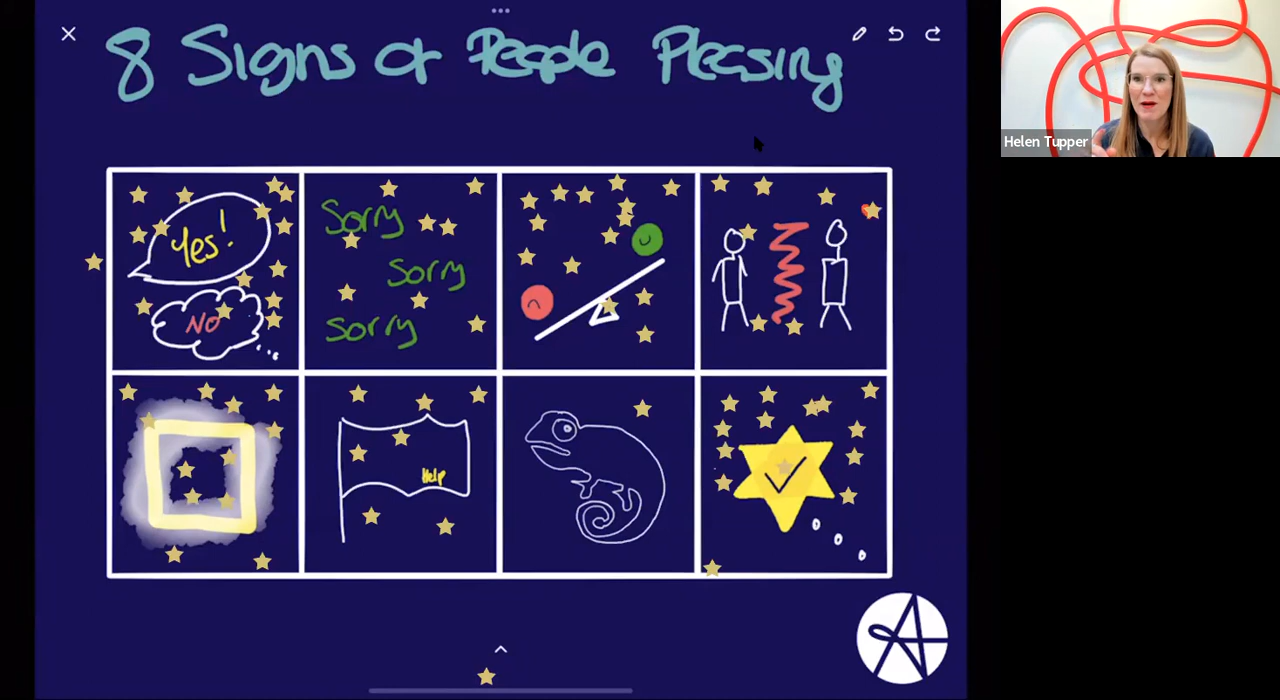 8 Signs of People Pleasing
Helen Tupper
Yes!
NO
Sorry
Sorry
Sorry
Help